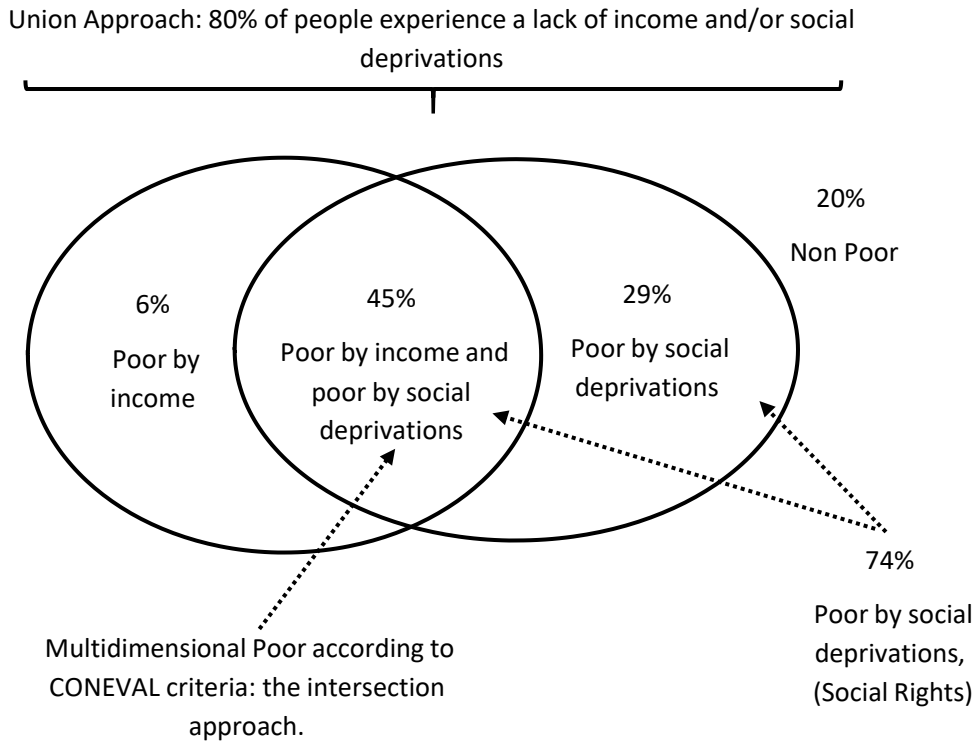 Union Approach: 80% of people experience a lack of income and/or social
deprivations
20%
Non Poor
6%
Poor by
income
45%
Poor by income and
poor by social
deprivations
29%
Poor by social
deprivations
74%
Poor by social
deprivations,
(Social Rights)
Multidimensional Poor according to
CONEVAL criteria: the intersection
approach.